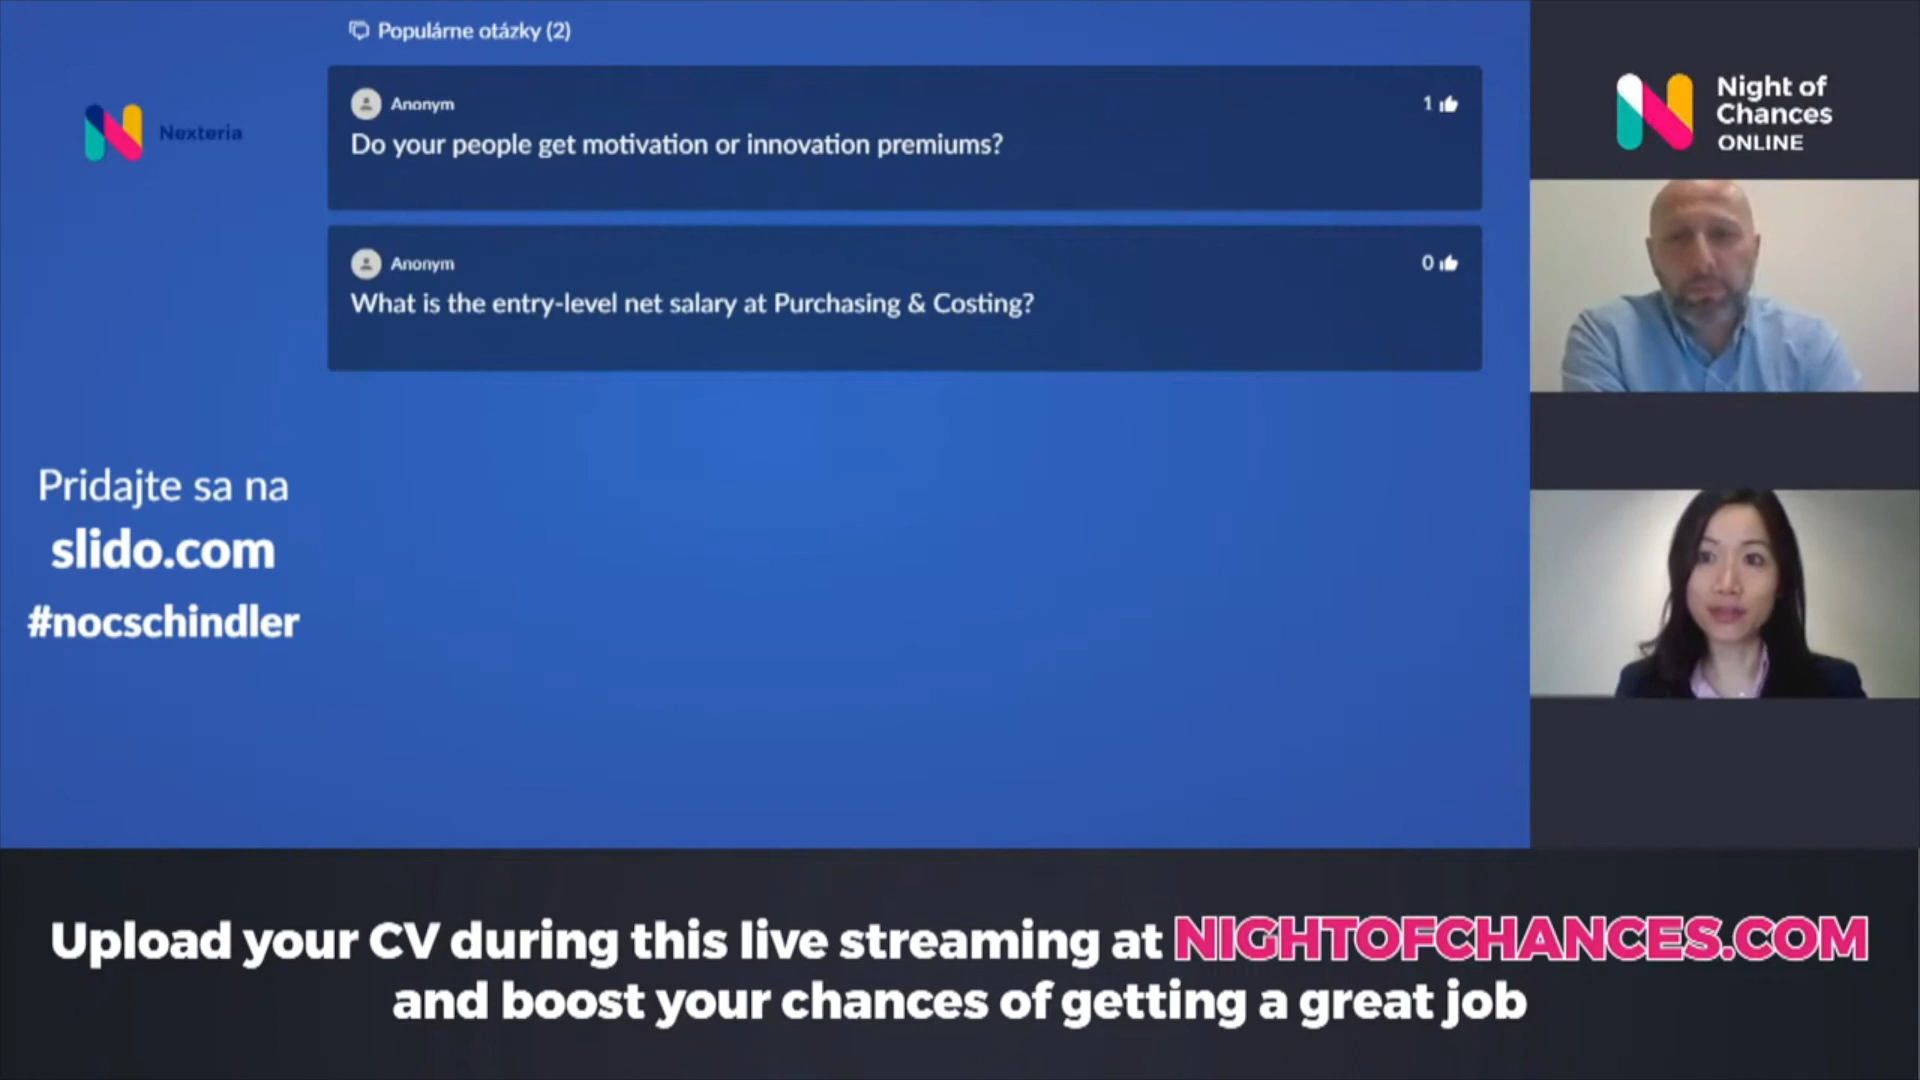 Populárne otázky (2)
Nexteria
Anonym
1
Do your people get motivation or innovation premiums?
Anonym
0
What is the entry-level net salary at Purchasing & Costing?
Pridajte sa na
slido.com
#nocschindler
Night of
Chances
ONLINE
Upload your CV during this live streaming at NIGHTOFCHANCES.COM
and boost your chances of getting a great job